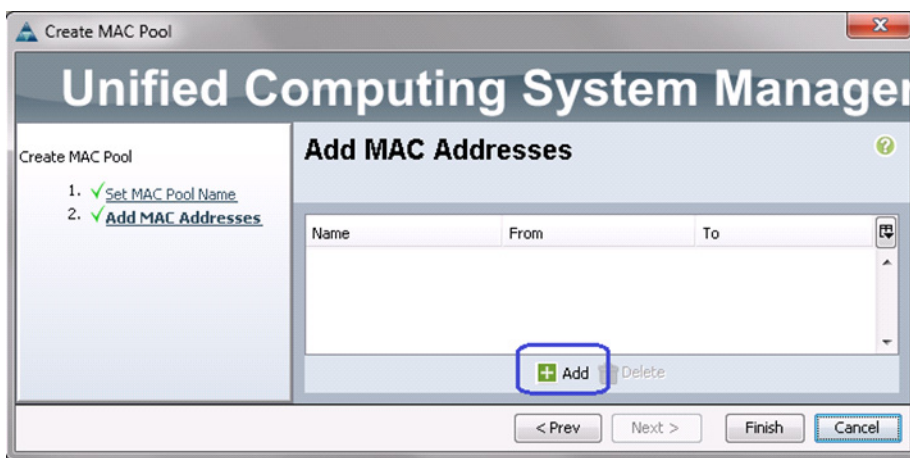 Create MAC Pool
Unified Computing System Manager
Create MAC Pool
1. Set MAC Pool Name
2. Add MAC Addresses
Add MAC Addresses
Name From To
Add Delete
< Prev Next > Finish Cancel